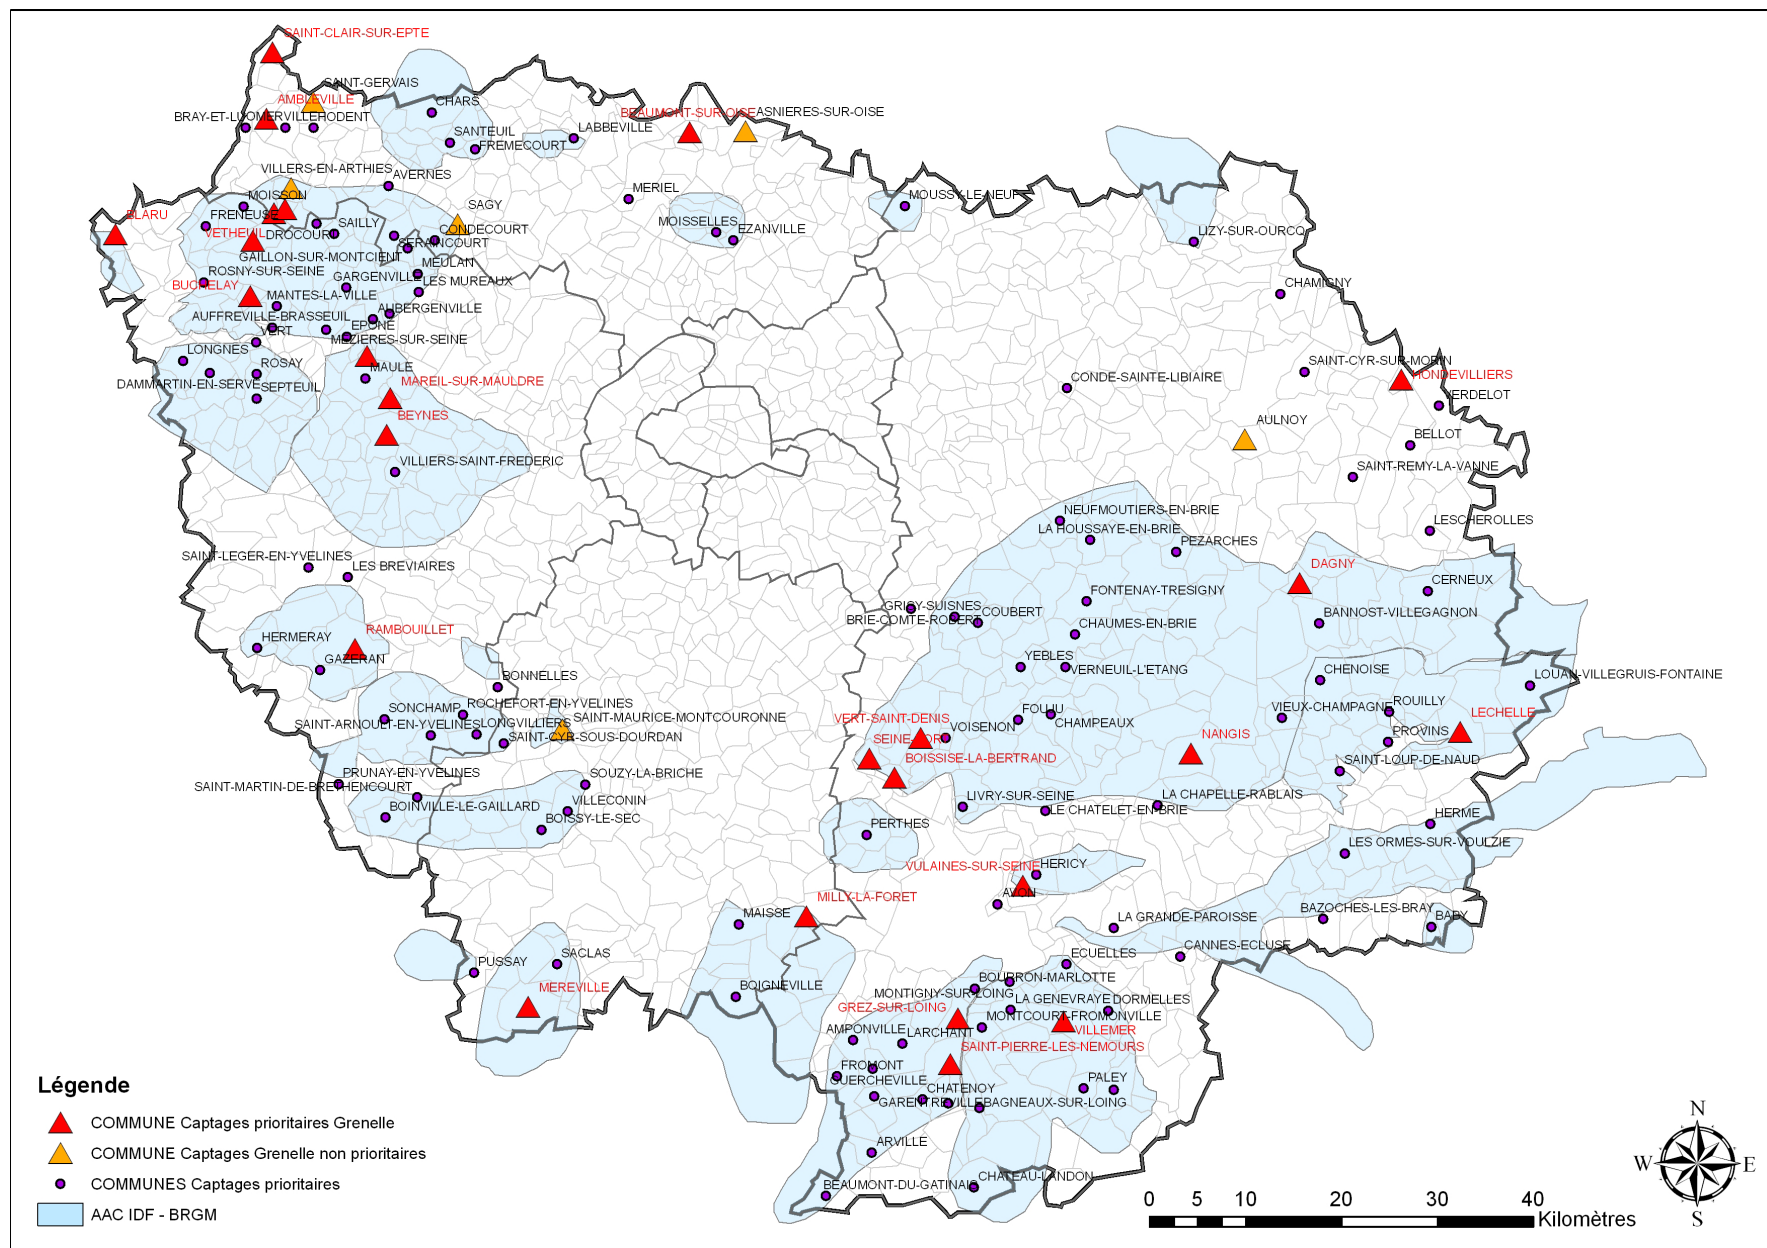 SAINT-CLAIR-SUR-EPTE
SAINT-GERVAIS
AMBLEVILLE
BRAY-ET-LU
OMERVILLE
HODENT
CHARS
SANTEUIL
FREMECOURT
LABBEVILLE
BEAUMONT-SUR-OISE
ASNIERES-SUR-OISE
VILLERS-EN-ARTHIES
AVERNES
MERIEL
MOISSON
FRENEUSE
BLARU
VETHEUIL
DROCOURT
SAILLY
SAGY
CONDECOURT
SERAINCOURT
GAILLON-SUR-MONTCIENT
MEULAN
MOISSELLES
EZANVILLE
MOUSSY-LE-NEUF
LIZY-SUR-OURCQ
ROSNY-SUR-SEINE
GARGENVILLE
LES MUREAUX
BUCHELAY
MANTES-LA-VILLE
AUBERGENVILLE
AUFFREVILLE-BRASSEUIL
EPONE
VERT
MEZIERES-SUR-SEINE
CHAMIGNY
LONGNES
ROSAY
MAULE
DAMMARTIN-EN-SERVE
SEPTEUIL
MAREIL-SUR-MAULDRE
BEYNES
VILLIERS-SAINT-FREDERIC
CONDE-SAINTE-LIBIAIRE
SAINT-CYR-SUR-MORIN
HONDEVILLIERS
VERDELOT
AULNOY
BELLOT
SAINT-REMY-LA-VANNE
LESCHEROLLES
NEUFMOUTIERS-EN-BRIE
LA HOUSSAYE-EN-BRIE
PEZARCHES
SAINT-LEGER-EN-YVELINES
LES BREVIAIRES
DAGNY
CERNEUX
FONTENAY-TRESIGNY
GRISY-SUISNES
COUBERT
BRIE-COMTE-ROBERT
BANNOST-VILLEGAGNON
CHAUMES-EN-BRIE
HERMERAY
RAMBOUILLET
GAZERAN
YEBLES
VERNEUIL-L'ETANG
CHENOISE
LOUAN-VILLEGRUIS-FONTAINE
BONNELLES
SONCHAMP
ROCHEFORT-EN-YVELINES
SAINT-ARNOULT-EN-YVELINES
LONGVILLIERS
SAINT-MAURICE-MONTCOURONNE
SAINT-CYR-SOUS-DOURDAN
VERT-SAINT-DENIS
VOISENON
FOUJU
CHAMPEAUX
VIEUX-CHAMPAGNE
ROUILLY
LECHELLE
SEINE-PORT
NANGIS
PROVINS
BOISSISE-LA-BERTRAND
SAINT-LOUP-DE-NAUD
PRUNAY-EN-YVELINES
SAINT-MARTIN-DE-BRETHENCOURT
SOUZY-LA-BRICHE
BOINVILLE-LE-GAILLARD
VILLECONIN
BOISSY-LE-SEC
LIVRY-SUR-SEINE
LE CHATELET-EN-BRIE
LA CHAPELLE-RABLAIS
PERTHES
HERME
LES ORMES-SUR-VOULZIE
VULAINES-SUR-SEINE
HERICY
AVON
MILLY-LA-FORET
MAISSE
LA GRANDE-PAROISSE
BAZOCHES-LES-BRAY
BABY
CANNES-ECLUSE
PUSSAY
SACLAS
ECUELLES
MEREVILLE
BOIGNEVILLE
BOURRON-MARLOTTE
MONTIGNY-SUR-LOING
LA GENEVRAYE
DORMELLES
GREZ-SUR-LOING
MONTCOURT-FROMONVILLE
AMPONVILLE
LARCHANT
VILLEMER
SAINT-PIERRE-LES-NEMOURS
FROMONT
GUERCHEVILLE
CHATENOY
PALEY
GARENTREVILLE
BAGNEAUX-SUR-LOING
ARVILLE
BEAUMONT-DU-GATINAIS
CHATEAU-LANDON
Légende
COMMUNE Captages prioritaires Grenelle
COMMUNE Captages Grenelle non prioritaires
COMMUNES Captages prioritaires
AAC IDF - BRGM
N
W
E
S
0 5 10 20 30 40
Kilomètres